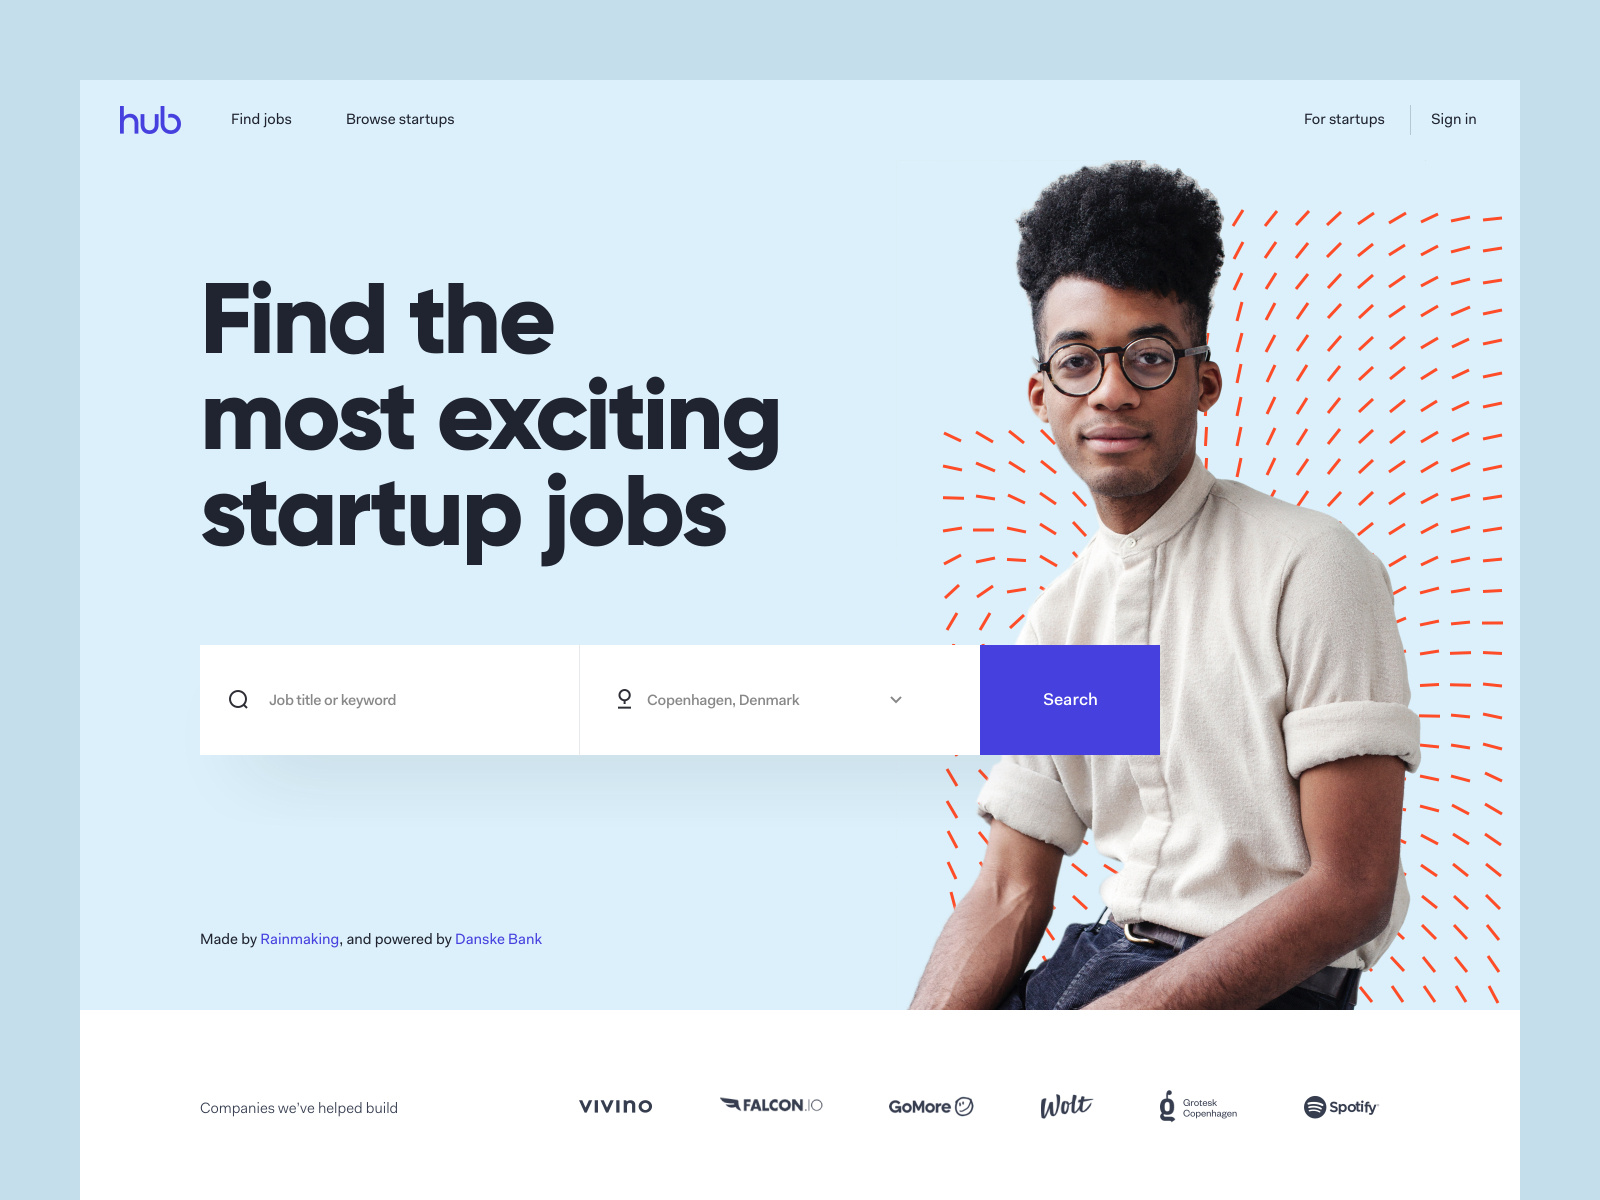 hub
Find jobs
Browse startups
For startups
Sign in
Find the
most exciting
startup jobs
Job title or keyword
Copenhagen, Denmark
Search
Made by Rainmaking, and powered by Danske Bank
Companies we've helped build
VIVINO
FALCON.IO
GoMore
Wolt
Grotesk
Copenhagen
Spotify